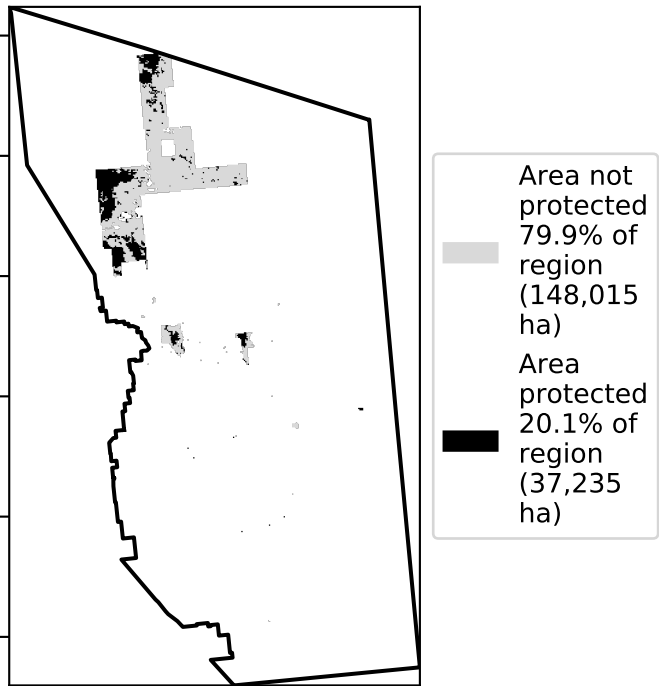 Area not
protected
79.9% of
region
(148,015
ha)
Area
protected
20.1% of
region
(37,235
ha)